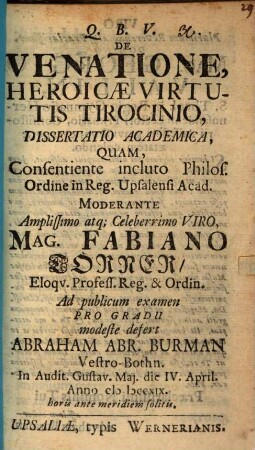 29
Q. B. V.
DE
VENATIONE,
HEROICÆ VIRTU-
TIS TIROCINIO,
DISSERTATIO ACADEMICA,
QUAM,
Consentiente incluto Philos.
Ordine in Reg. Upsalensi Acad.
MODERANTE
Amplissimo atq; Celeberrimo VIRO,
MAG. FABIANO
TÖRNER/
Eloqv. Profess. Reg. & Ordin.
Ad publicum examen
PRO GRADU
modeste defert
ABRAHAM ABR. BURMAN
Vestro-Bothn.
In Audit. Gustav. Maj. die IV. April.
Anno cIɔ Iɔccxix.
horis ante meridiem solitis.
UPSALIÆ, typis WERNERIANIS.